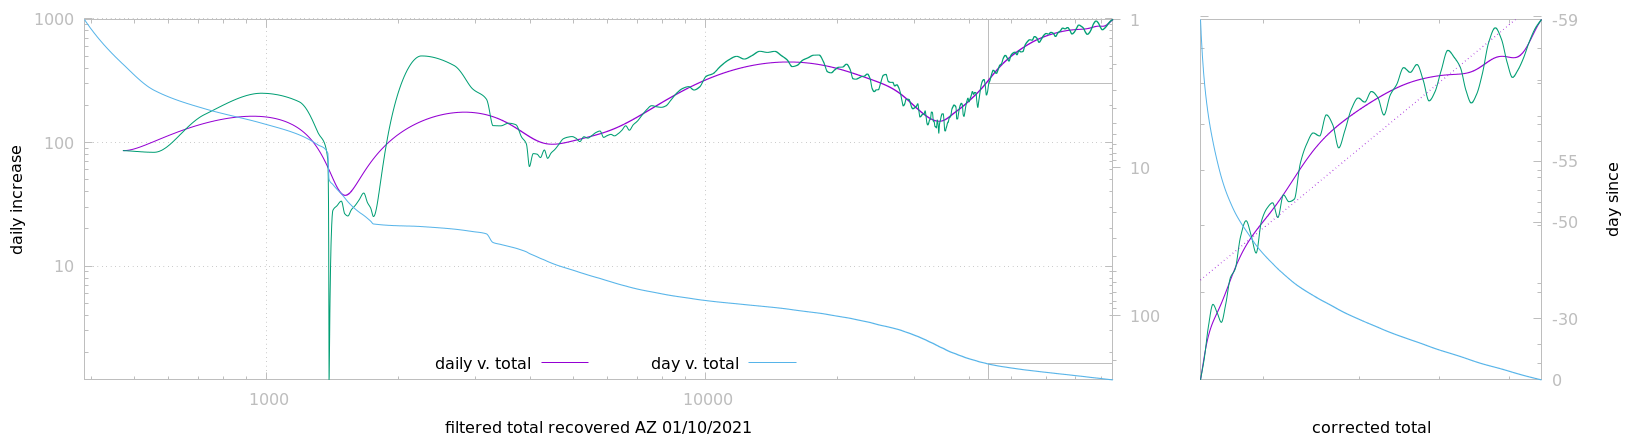 1000
100
10
daily increase
1
10
100
daily v. total
day v. total
1000
10000
filtered total recovered AZ 01/10/2021
-59
-55
-50
-30
0
day since
corrected total